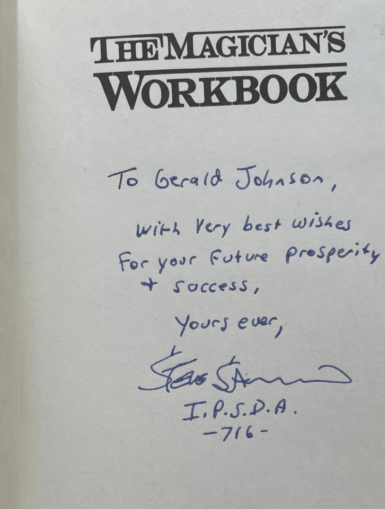 THE MAGICIAN'S
WORKBOOK
To Gerald Johnson,
with very best wishes
For your future prosperity
+ success,
Yours ever,
I.P.S.D.A.
-716-